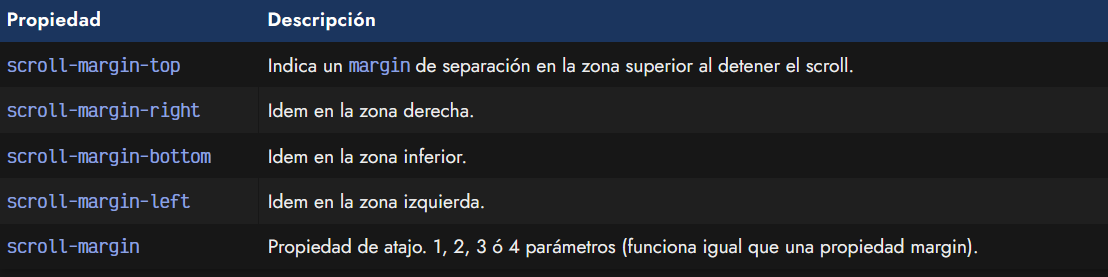 Propiedad Descripción
scroll-margin-top Indica un margin de separación en la zona superior al detener el scroll.
scroll-margin-right Idem en la zona derecha.
scroll-margin-bottom Idem en la zona inferior.
scroll-margin-left Idem en la zona izquierda.
scroll-margin Propiedad de atajo. 1, 2, 3 ó 4 parámetros (funciona igual que una propiedad margin).